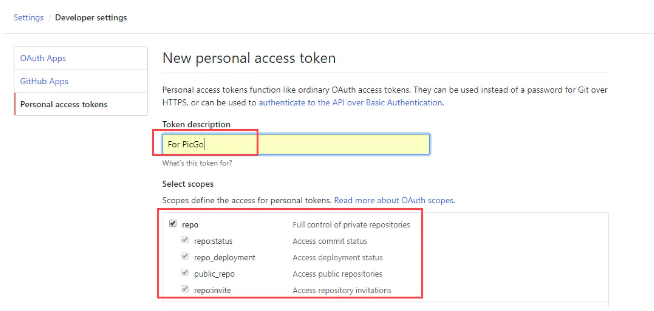 Settings / Developer settings
OAuth Apps
GitHub Apps
Personal access tokens
New personal access token
Personal access tokens function like ordinary OAuth access tokens. They can be used instead of a password for Git over
HTTPS, or can be used to authenticate to the API over Basic Authentication.
Token description
For PicGo
What's this token for?
Select scopes
Scopes define the access for personal tokens. Read more about OAuth scopes.
repo Full control of private repositories
repo:status Access commit status
repo_deployment Access deployment status
public_repo Access public repositories
repo:invite Access repository invitations